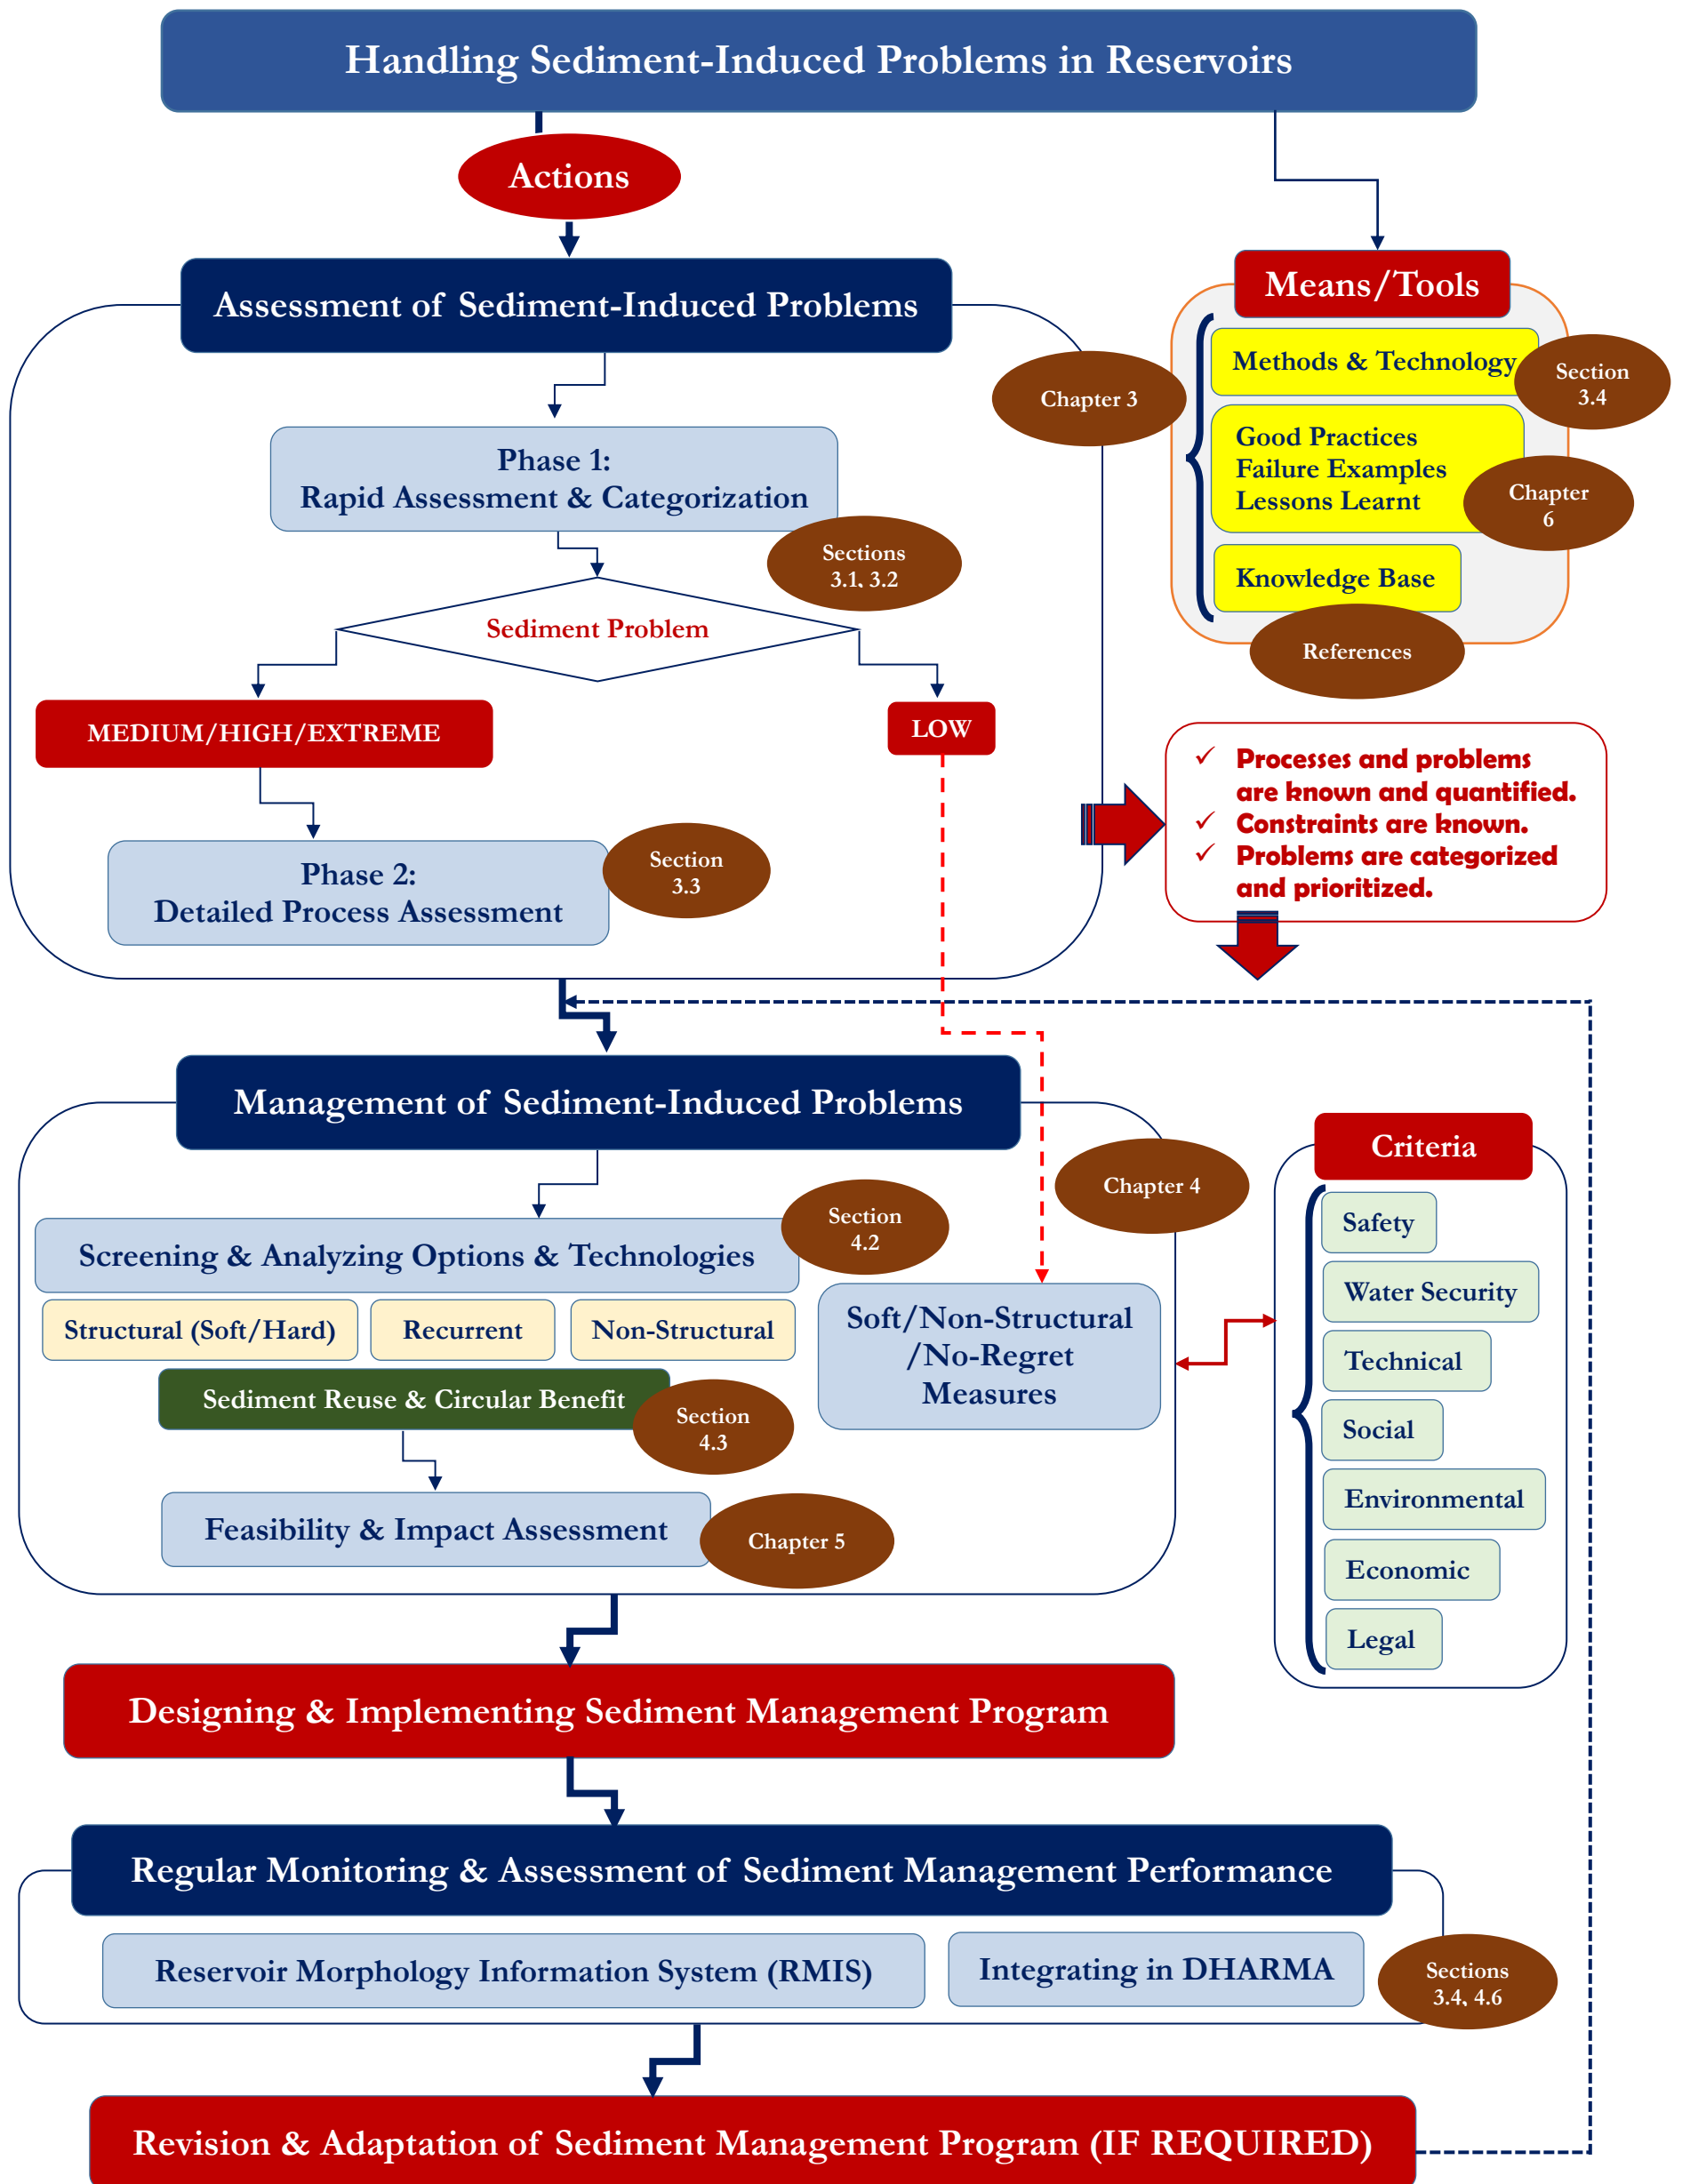 Handling Sediment-Induced Problems in Reservoirs
Actions
Assessment of Sediment-Induced Problems
Means/Tools
Methods & Technology
Section
3.4
Chapter 3
Good Practices
Failure Examples
Lessons Learnt
Chapter
6
Phase 1:
Rapid Assessment & Categorization
Sections
3.1, 3.2
Knowledge Base
References
Sediment Problem
MEDIUM/HIGH/EXTREME
LOW
✓ Processes and problems
are known and quantified.
✓ Constraints are known.
✓ Problems are categorized
and prioritized.
Phase 2:
Detailed Process Assessment
Section
3.3
Management of Sediment-Induced Problems
Chapter 4
Criteria
Screening & Analyzing Options & Technologies
Section
4.2
Structural (Soft/Hard)
Recurrent
Non-Structural
Soft/Non-Structural
/No-Regret
Measures
Sediment Reuse & Circular Benefit
Section
4.3
Feasibility & Impact Assessment
Chapter 5
Safety
Water Security
Technical
Social
Environmental
Economic
Legal
Designing & Implementing Sediment Management Program
Regular Monitoring & Assessment of Sediment Management Performance
Reservoir Morphology Information System (RMIS)
Integrating in DHARMA
Sections
3.4, 4.6
Revision & Adaptation of Sediment Management Program (IF REQUIRED)